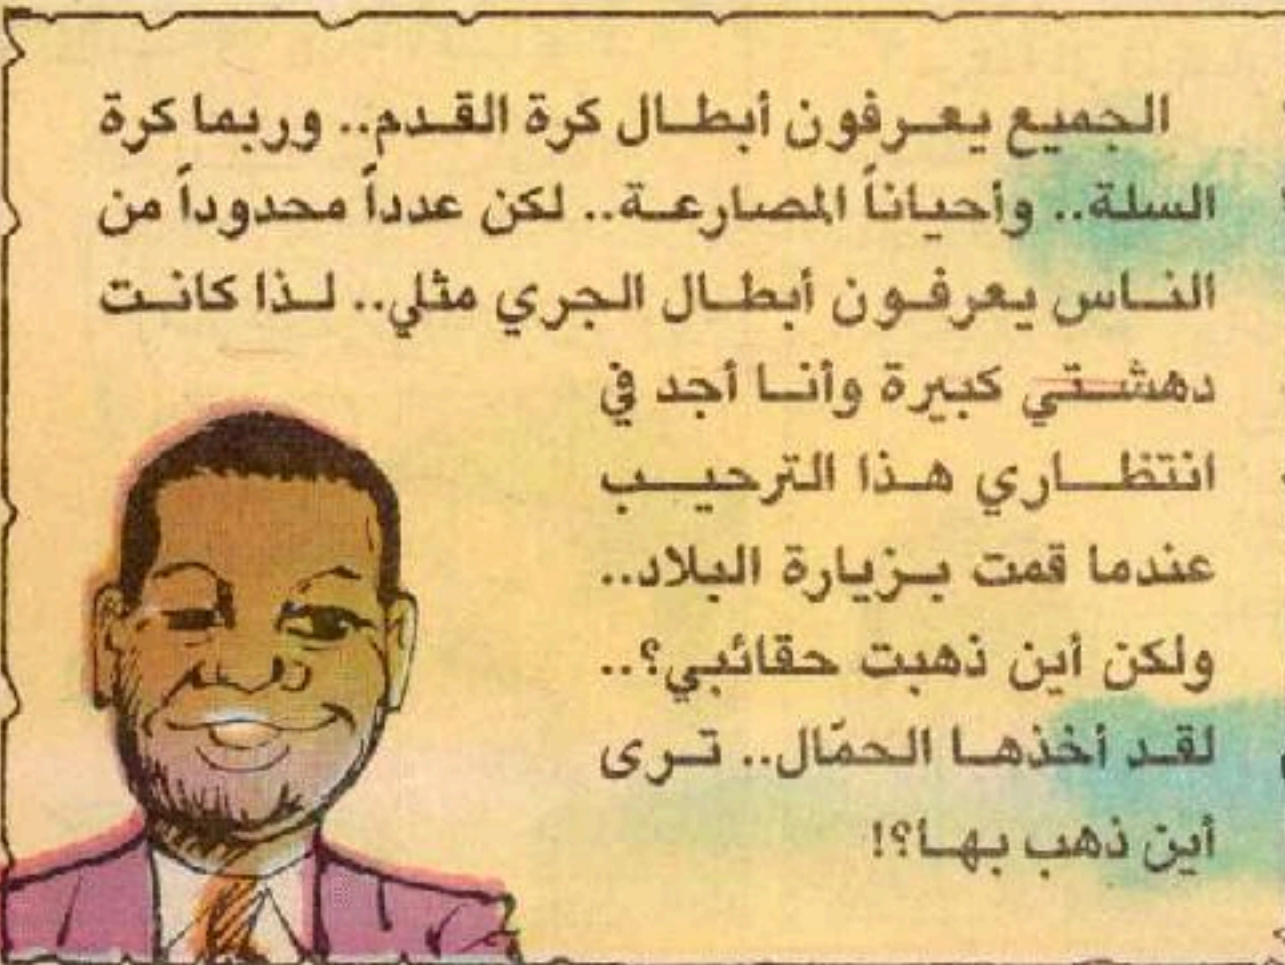 الجميع يعرفون أبطال كرة القدم.. وربما كرة
السلة.. وأحياناً المصارعة.. لكن عدداً محدوداً من
الناس يعرفون أبطال الجري مثلي.. لذا كانت
دهشتي كبيرة وأنا أجد في
انتظاري هذا الترحيب
عندما قمت بزيارة البلاد..
ولكن أين ذهبت حقائبي؟..
لقد أخذها الحمّال.. ترى
أين ذهب بها؟!